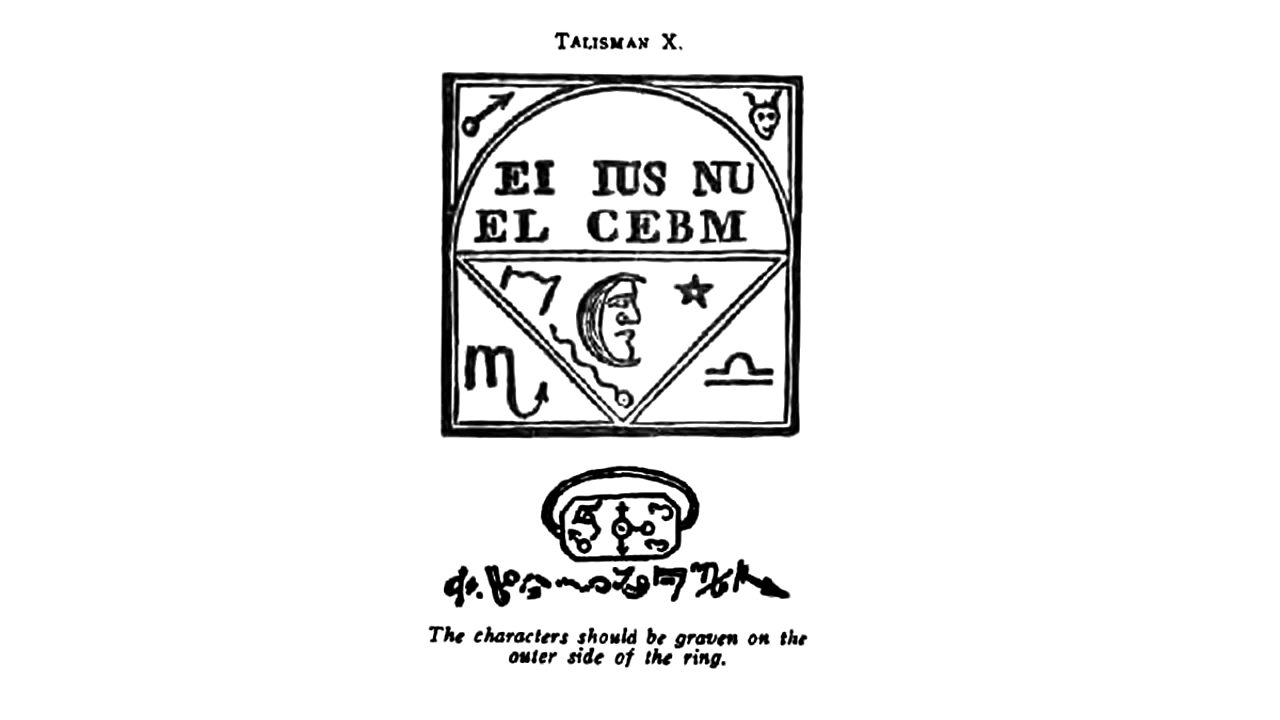 TALISMAN X.
EI IUS NU
EL CEBM
The characters should be graven on the
outer side of the ring.